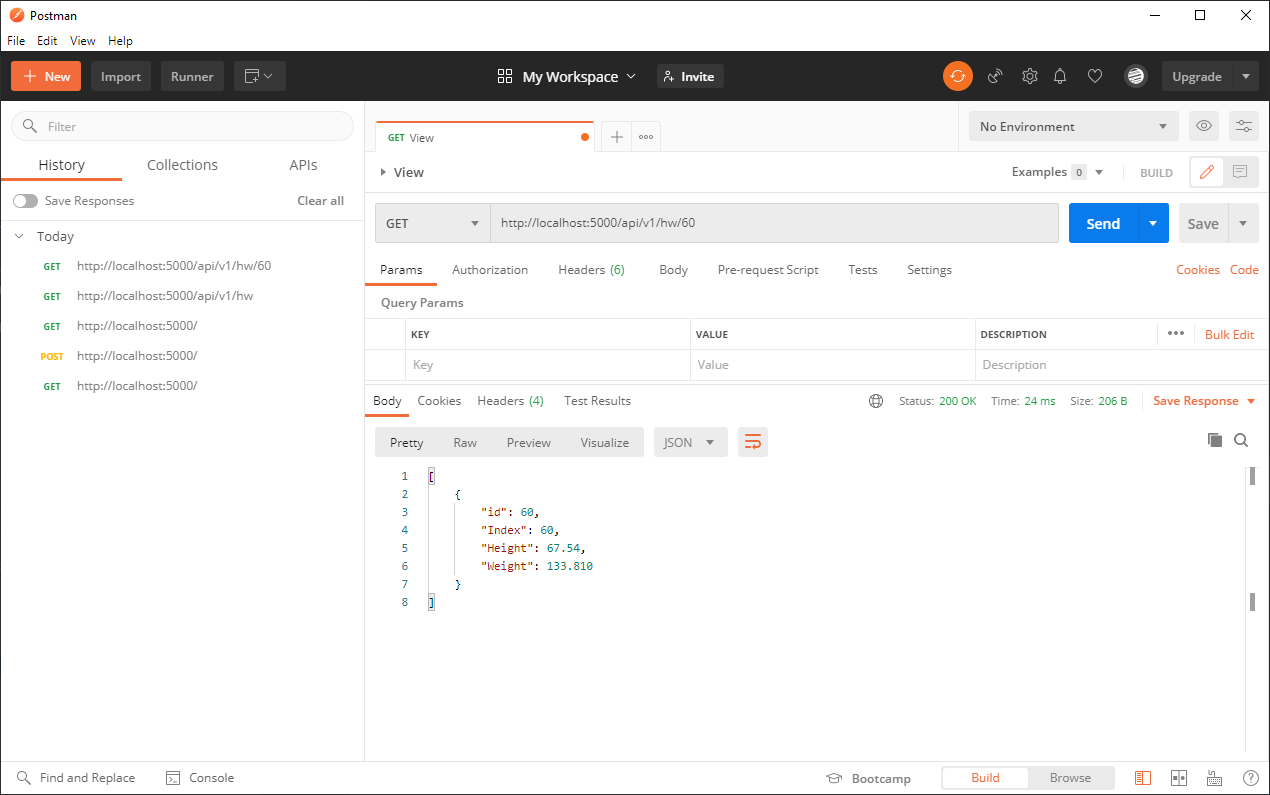 Postman
File Edit View Help
+ New Import Runner My Workspace Invite Upgrade
Filter
History Collections APIs
Save Responses Clear all
Today
GET http://localhost:5000/api/v1/hw/60
GET http://localhost:5000/api/v1/hw
GET http://localhost:5000/
POST http://localhost:5000/
GET http://localhost:5000/
GET View
No Environment
View Examples 0 BUILD
GET http://localhost:5000/api/v1/hw/60 Send Save
Params Authorization Headers (6) Body Pre-request Script Tests Settings Cookies Code
Query Params
KEY VALUE DESCRIPTION Bulk Edit
Key Value Description
Body Cookies Headers (4) Test Results Status: 200 OK Time: 24 ms Size: 206 B Save Response
Pretty Raw Preview Visualize JSON
1 [
2 {
3 "id": 60,
4 "Index": 60,
5 "Height": 67.54,
6 "Weight": 133.810
7 }
8 ]
Find and Replace Console Bootcamp Build Browse